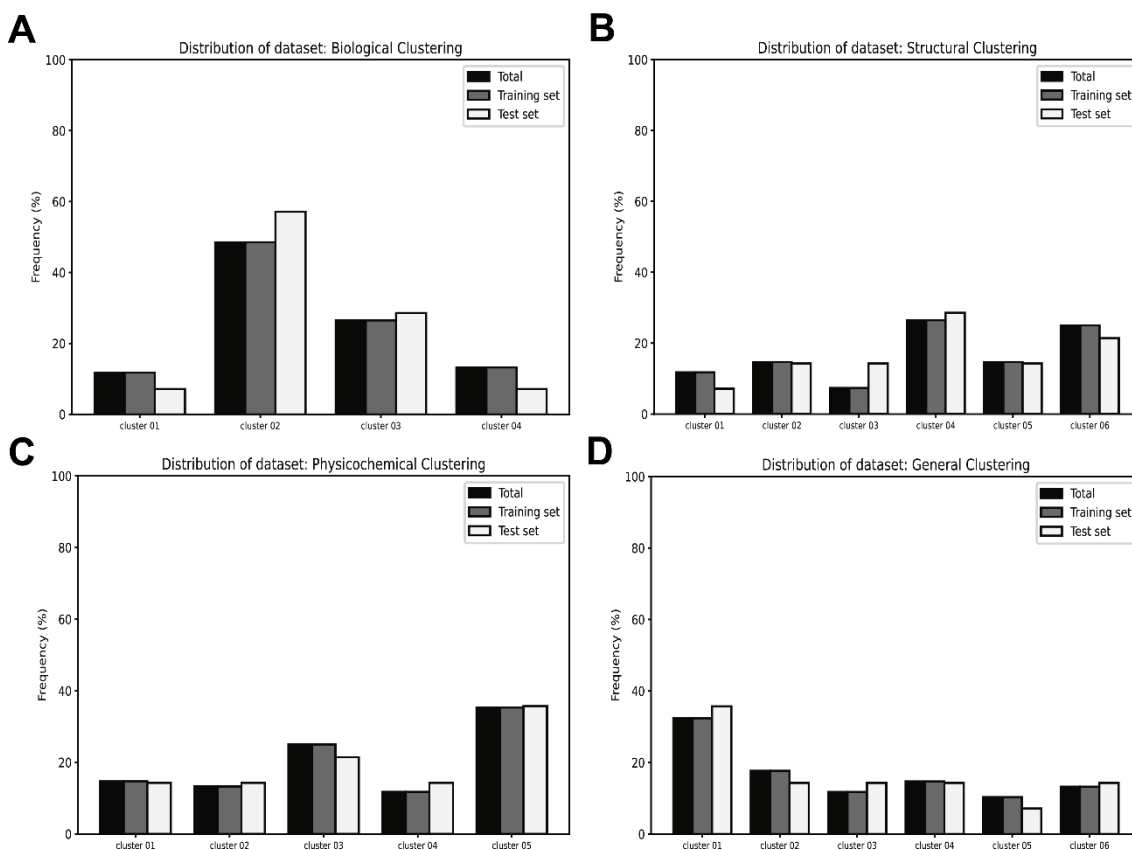 A
Distribution of dataset: Biological Clustering
100
80
60
40
20
0
Frequency (%)
Total
Training set
Test set
cluster 01 cluster 02 cluster 03 cluster 04
B
Distribution of dataset: Structural Clustering
100
80
60
40
20
0
Frequency (%)
Total
Training set
Test set
cluster 01 cluster 02 cluster 03 cluster 04 cluster 05 cluster 06
C
Distribution of dataset: Physicochemical Clustering
100
80
60
40
20
0
Frequency (%)
Total
Training set
Test set
cluster 01 cluster 02 cluster 03 cluster 04 cluster 05
D
Distribution of dataset: General Clustering
100
80
60
40
20
0
Frequency (%)
Total
Training set
Test set
cluster 01 cluster 02 cluster 03 cluster 04 cluster 05 cluster 06